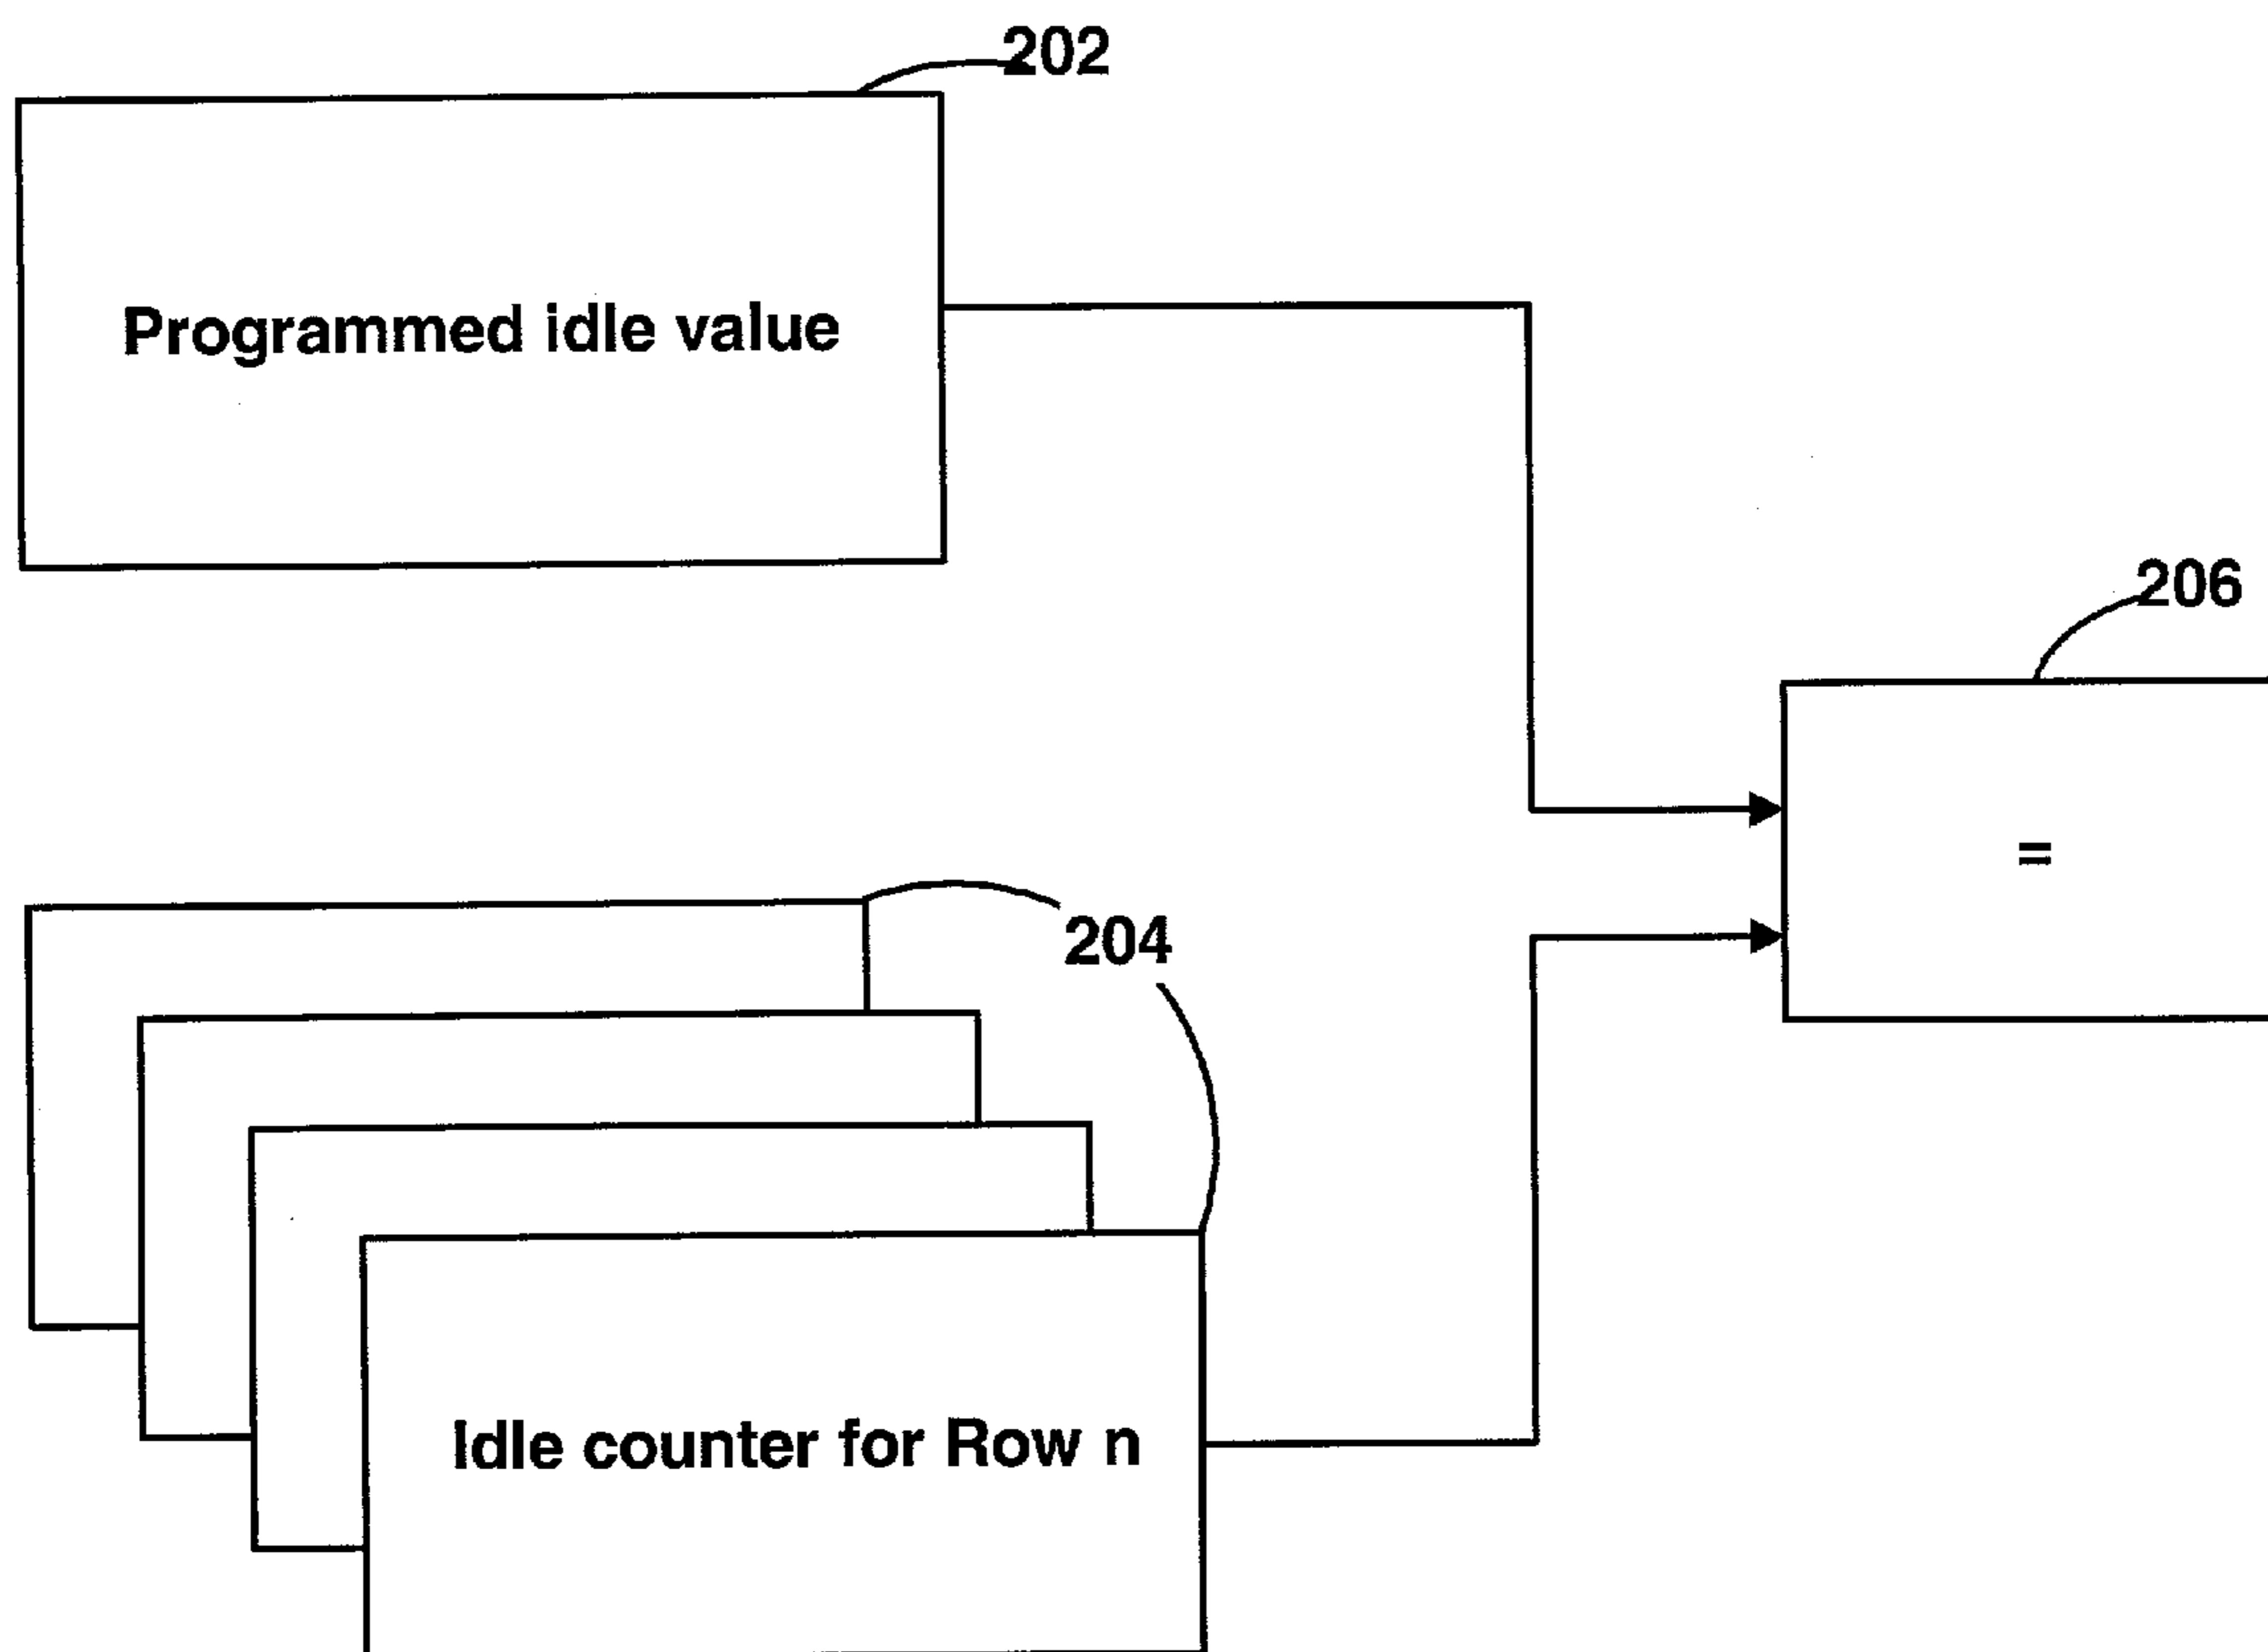 202
Programmed idle value
206
=
204
Idle counter for Row n